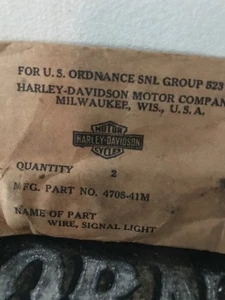 FOR U.S. ORDNANCE SNL GROUP 523
HARLEY-DAVIDSON MOTOR COMPAN
MILWAUKEE, WIS., U. S. A.
MOTOR
HARLEY-DAVIDSON
CYCLES
QUANTITY 2
MFG. PART NO. 4708-41M
NAME OF PART
WIRE, SIGNAL LIGHT